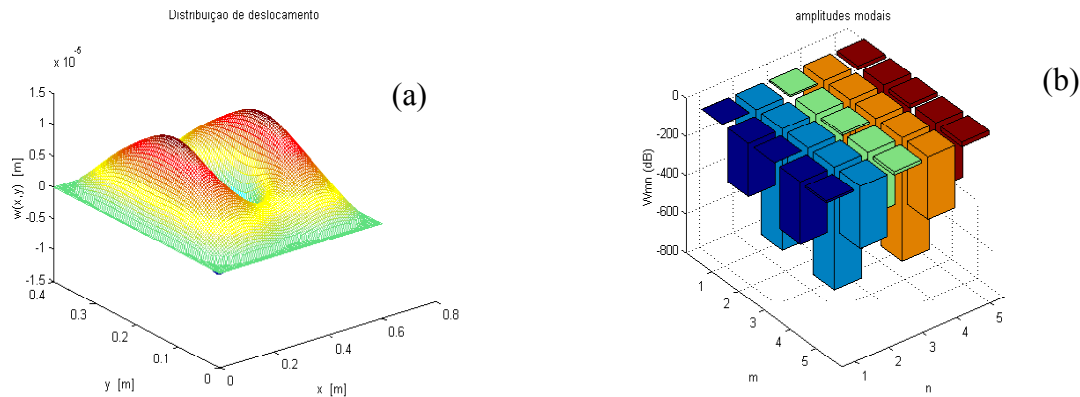 Distribuiçao de deslocamento
x 10^-5
(a)
1.5
1
0.5
0
-0.5
-1
-1.5
w(x,y) [m]
0.4
0.3
0.2
0.1
0
y [m]
0
0.2
0.4
0.6
0.8
x [m]
amplitudes modais
(b)
0
-200
-400
-600
-800
Wmn (dB)
1
2
3
4
5
m
1
2
3
4
5
n